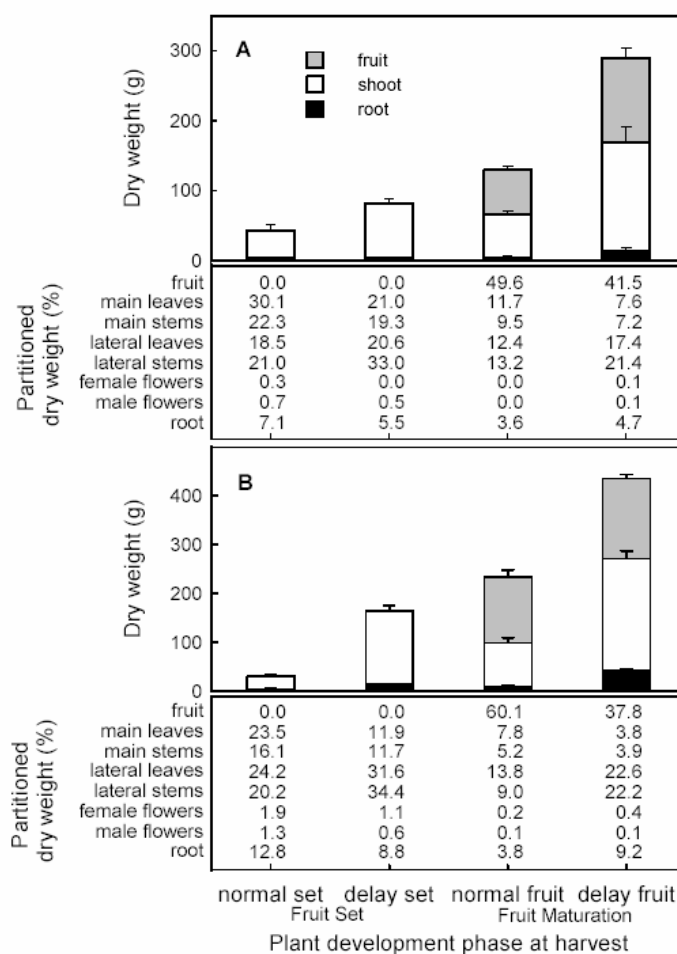 A
fruit
shoot
root
300
200
100
0
Dry weight (g)
fruit 0.0 0.0 49.6 41.5
main leaves 30.1 21.0 11.7 7.6
main stems 22.3 19.3 9.5 7.2
lateral leaves 18.5 20.6 12.4 17.4
lateral stems 21.0 33.0 13.2 21.4
female flowers 0.3 0.0 0.0 0.1
male flowers 0.7 0.5 0.0 0.1
root 7.1 5.5 3.6 4.7
Partitioned
dry weight (%)
B
400
300
200
100
0
Dry weight (g)
fruit 0.0 0.0 60.1 37.8
main leaves 23.5 11.9 7.8 3.8
main stems 16.1 11.7 5.2 3.9
lateral leaves 24.2 31.6 13.8 22.6
lateral stems 20.2 34.4 9.0 22.2
female flowers 1.9 1.1 0.2 0.4
male flowers 1.3 0.6 0.1 0.1
root 12.8 8.8 3.8 9.2
Partitioned
dry weight (%)
normal set delay set normal fruit delay fruit
Fruit Set Fruit Maturation
Plant development phase at harvest